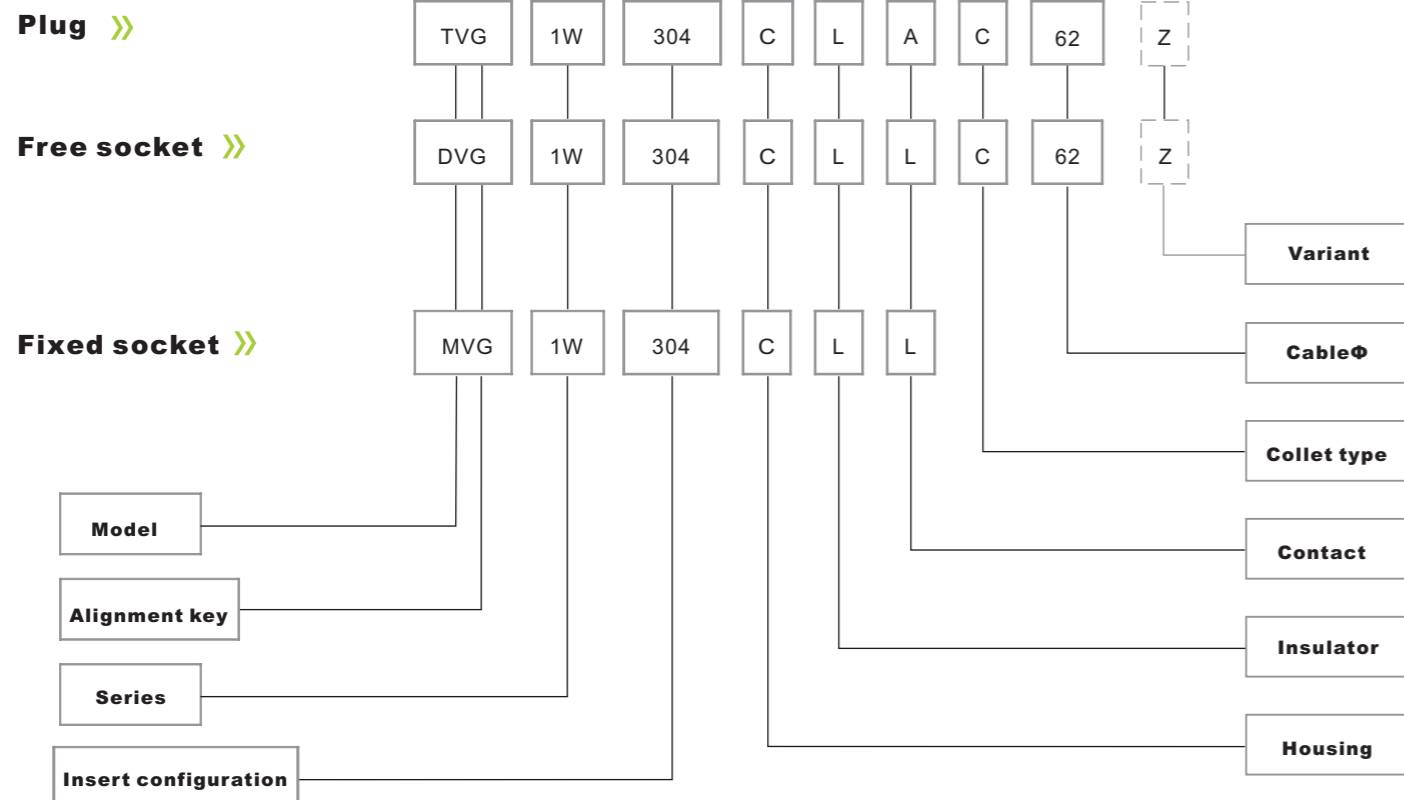 Plug » TVG 1W 304 C L A C 62 Z
Free socket » DVG 1W 304 C L L C 62 Z
Variant
Fixed socket » MVG 1W 304 C L L
CableΦ
Collet type
Model
Contact
Alignment key
Insulator
Series
Housing
Insert configuration